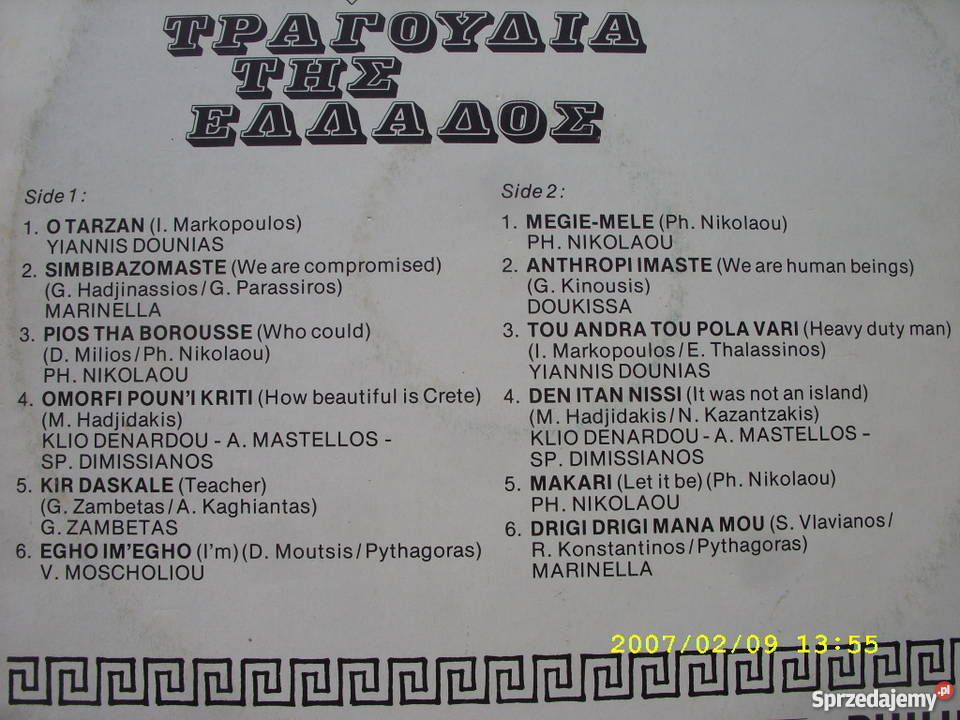 ΤΡΑΓΟΥΔΙΑ
ΤΗΣ
ΕΛΛΑΔΟΣ
Side 1:
1. O TARZAN (I. Markopoulos)
YIANNIS DOUNIAS
2. SIMBIBAZOMASTE (We are compromised)
(G. Hadjinassios/G. Parassiros)
MARINELLA
3. PIOS THA BOROUSSE (Who could)
(D. Milios/Ph. Nikolaou)
PH. NIKOLAOU
4. OMORFI POUN'I KRITI (How beautiful is Crete)
(M. Hadjidakis)
KLIO DENARDOU - A. MASTELLOS -
SP. DIMISSIANOS
5. KIR DASKALE (Teacher)
(G. Zambetas/A. Kaghiantas)
G. ZAMBETAS
6. EGHO IM'EGHO (I'm) (D. Moutsis/Pythagoras)
V. MOSCHOLIOU
Side 2:
1. MEGIE-MELE (Ph. Nikolaou)
PH. NIKOLAOU
2. ANTHROPI IMASTE (We are human beings)
(G. Kinousis)
DOUKISSA
3. TOU ANDRA TOU POLA VARI (Heavy duty man)
(I. Markopoulos/E. Thalassinos)
YIANNIS DOUNIAS
4. DEN ITAN NISSI (It was not an island)
(M. Hadjidakis/N. Kazantzakis)
KLIO DENARDOU - A. MASTELLOS -
SP. DIMISSIANOS
5. MAKARI (Let it be) (Ph. Nikolaou)
PH. NIKOLAOU
6. DRIGI DRIGI MANA MOU (S. Vlavianos/
R. Konstantinos/Pythagoras)
MARINELLA
2007/02/09 13:55
Sprzedajemy.pl